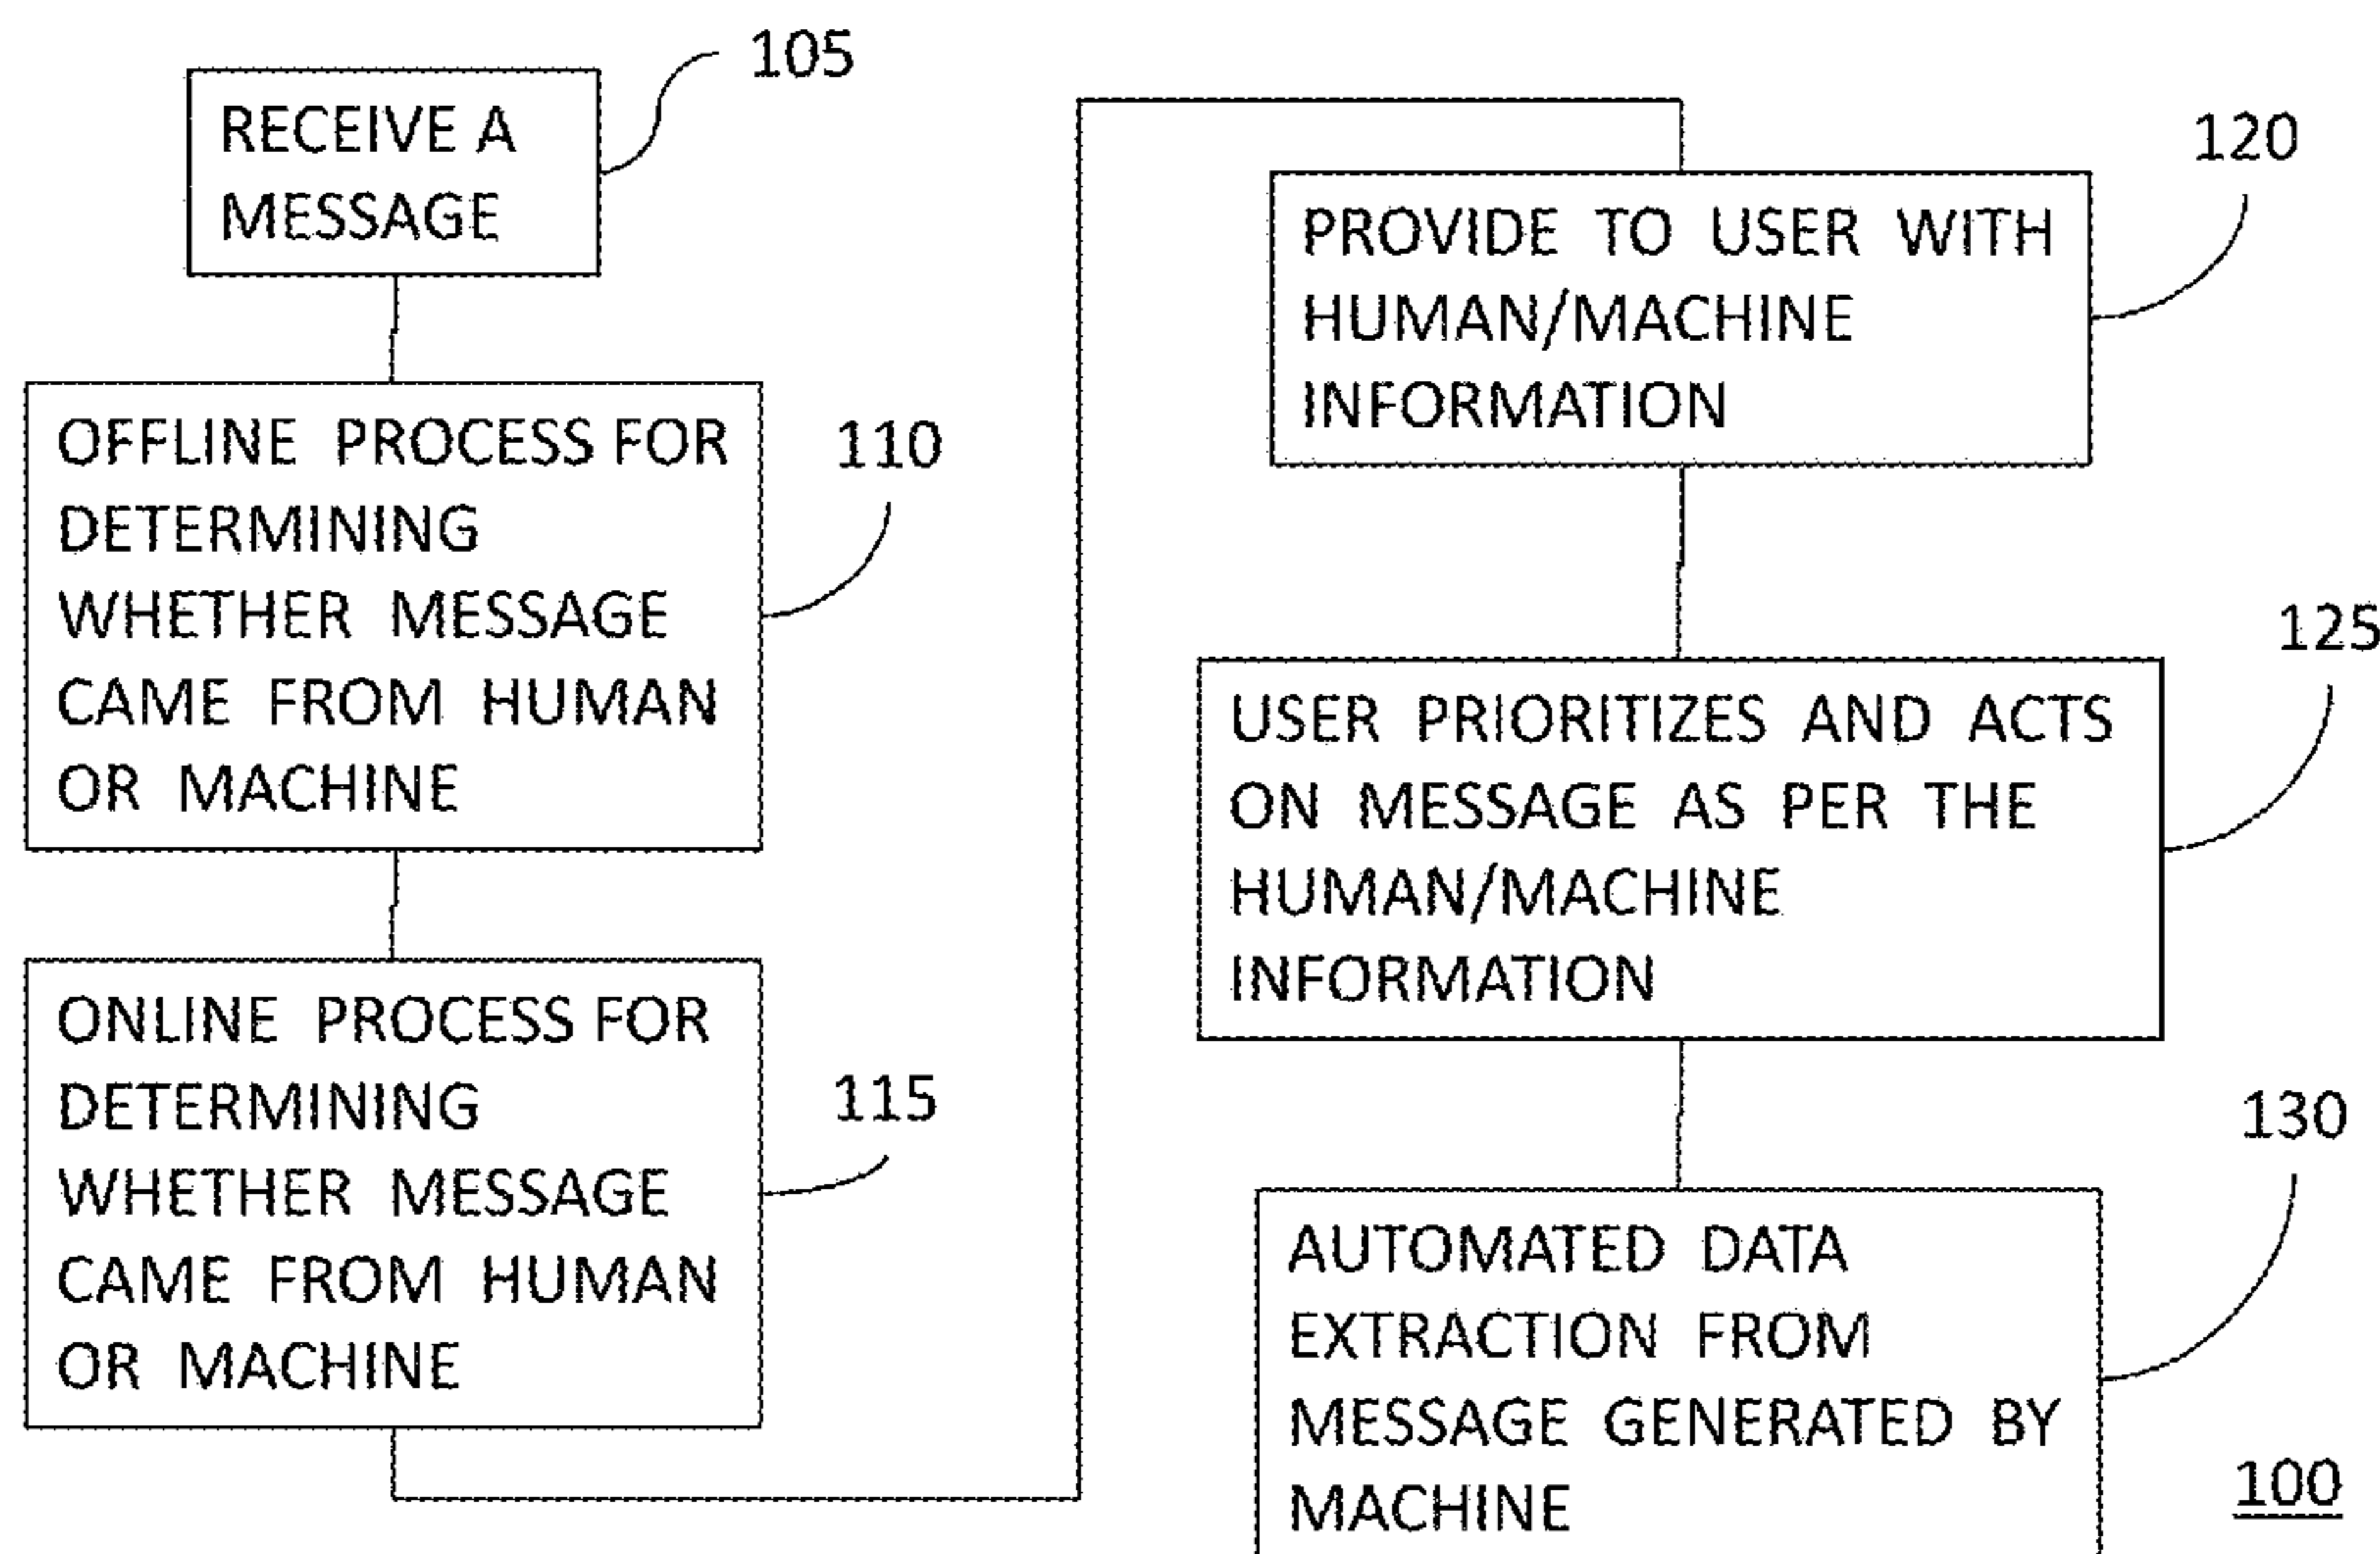 105
RECEIVE A
MESSAGE
110
OFFLINE PROCESS FOR
DETERMINING
WHETHER MESSAGE
CAME FROM HUMAN
OR MACHINE
115
ONLINE PROCESS FOR
DETERMINING
WHETHER MESSAGE
CAME FROM HUMAN
OR MACHINE
120
PROVIDE TO USER WITH
HUMAN/MACHINE
INFORMATION
125
USER PRIORITIZES AND ACTS
ON MESSAGE AS PER THE
HUMAN/MACHINE
INFORMATION
130
AUTOMATED DATA
EXTRACTION FROM
MESSAGE GENERATED BY
MACHINE
100